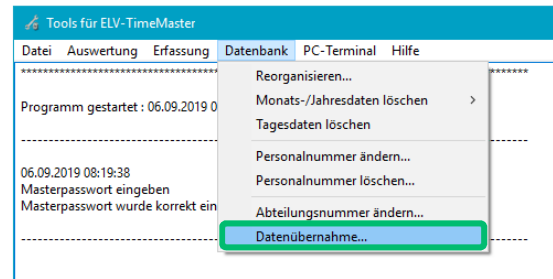 Tools für ELV-TimeMaster
Datei Auswertung Erfassung Datenbank PC-Terminal Hilfe
Reorganisieren...
Monats-/Jahresdaten löschen >
Tagesdaten löschen
Personalnummer ändern...
Personalnummer löschen...
Abteilungsnummer ändern...
Datenübernahme...
****************************************
Programm gestartet : 06.09.2019 0
06.09.2019 08:19:38
Masterpasswort eingeben
Masterpasswort wurde korrekt ein